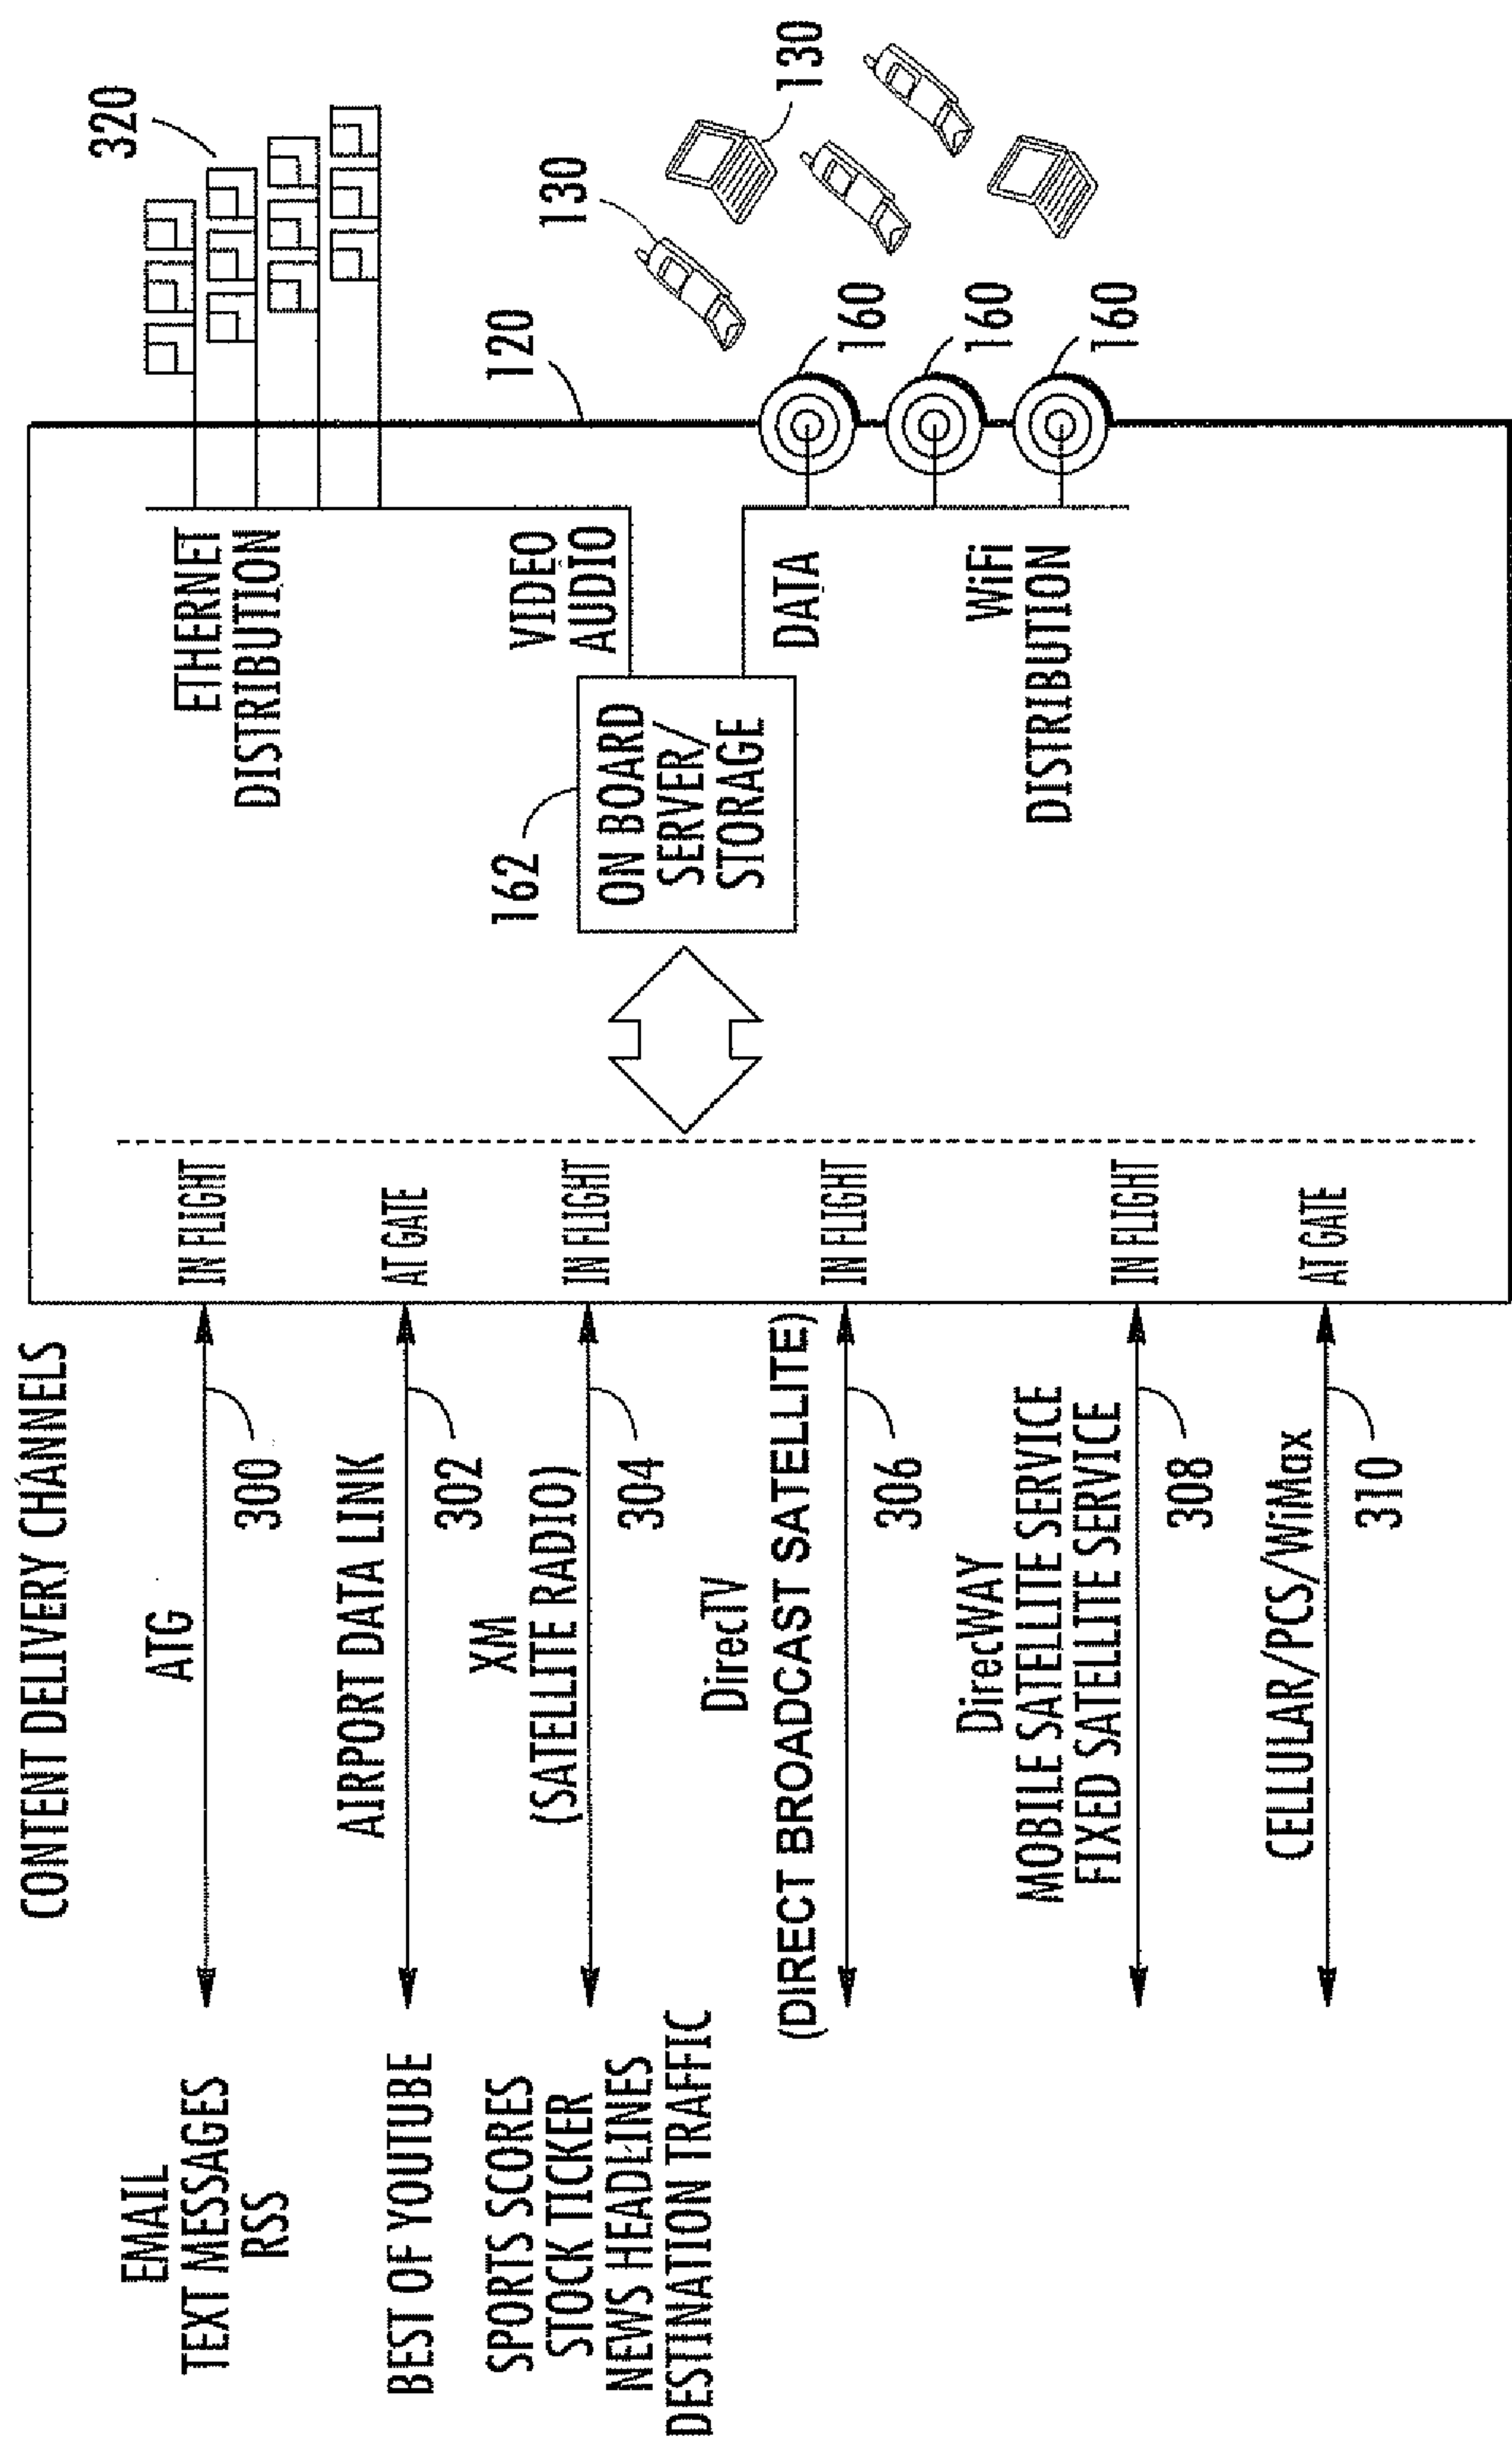 CONTENT DELIVERY CHANNELS
EMAIL
TEXT MESSAGES
RSS
ATG
300
IN FLIGHT
BEST OF YOUTUBE
AIRPORT DATA LINK
302
AT GATE
SPORTS SCORES
STOCK TICKER
NEWS HEADLINES
DESTINATION TRAFFIC
XM
(SATELLITE RADIO)
304
IN FLIGHT
DirecTV
(DIRECT BROADCAST SATELLITE)
306
IN FLIGHT
DirecWAY
MOBILE SATELLITE SERVICE
FIXED SATELLITE SERVICE
308
IN FLIGHT
CELLULAR/PCS/WiMax
310
AT GATE
162
ON BOARD
SERVER/
STORAGE
ETHERNET
DISTRIBUTION
VIDEO
AUDIO
DATA
WiFi
DISTRIBUTION
320
120
130
130
160
160
160